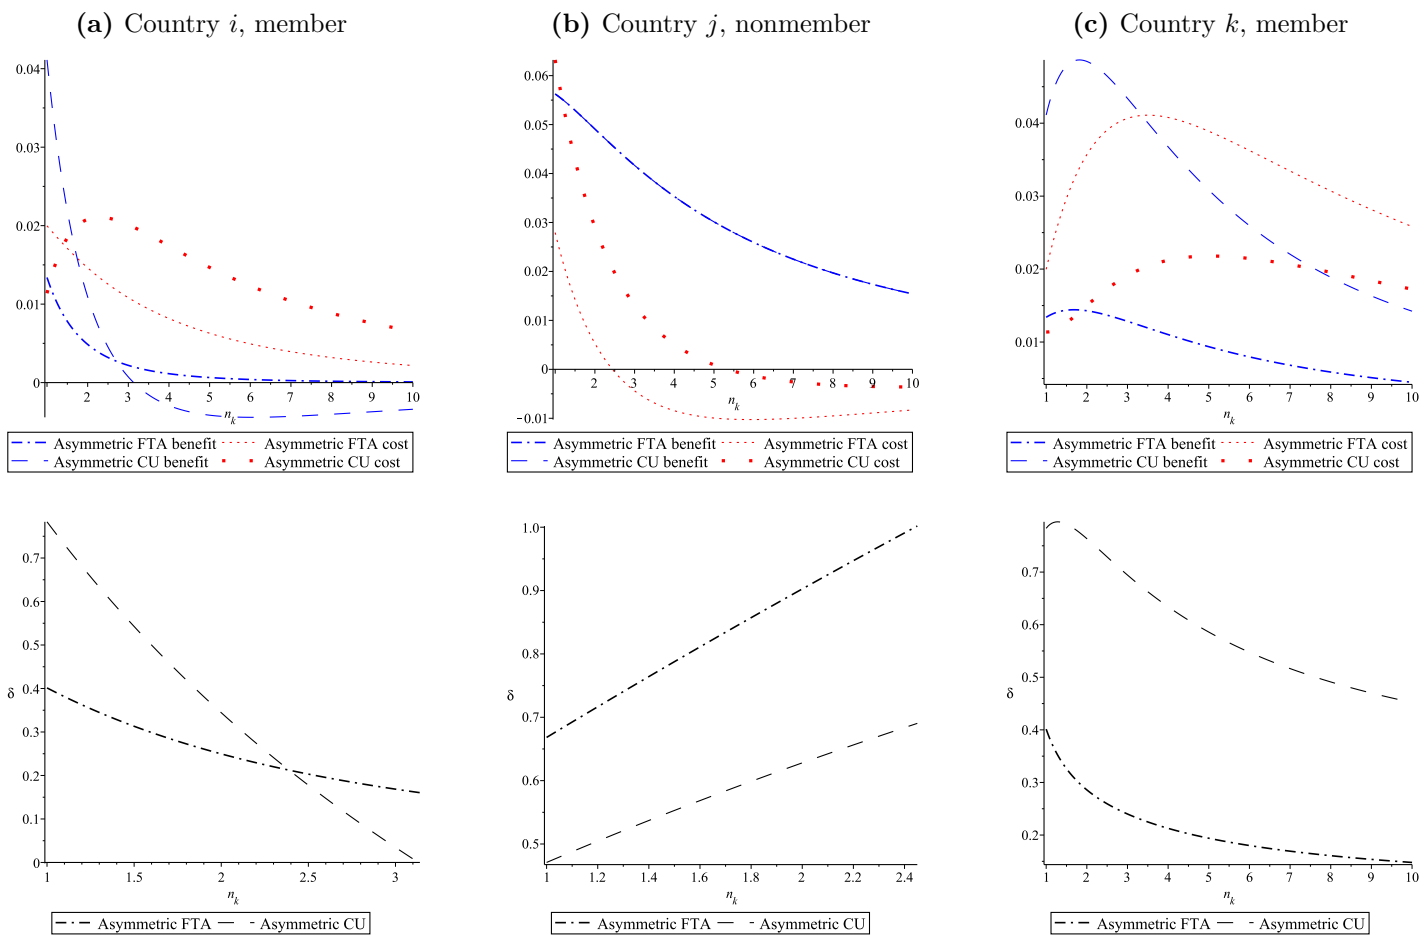 (a) Country i, member
(b) Country j, nonmember
(c) Country k, member
0.04
0.03
0.02
0.01
0
2 3 4 5 6 7 8 9 10
n_k
Asymmetric FTA benefit Asymmetric FTA cost
Asymmetric CU benefit Asymmetric CU cost
0.06
0.05
0.04
0.03
0.02
0.01
0
−0.01
2 3 4 5 6 7 8 9 10
n_k
Asymmetric FTA benefit Asymmetric FTA cost
Asymmetric CU benefit Asymmetric CU cost
0.04
0.03
0.02
0.01
1 2 3 4 5 6 7 8 9 10
n_k
Asymmetric FTA benefit Asymmetric FTA cost
Asymmetric CU benefit Asymmetric CU cost
0.7
0.6
0.5
0.4
δ
0.3
0.2
0.1
0
1 1.5 2 2.5 3
n_k
Asymmetric FTA Asymmetric CU
1.0
0.9
0.8
0.7
δ
0.6
0.5
1 1.2 1.4 1.6 1.8 2 2.2 2.4
n_k
Asymmetric FTA Asymmetric CU
0.7
0.6
0.5
δ
0.4
0.3
0.2
1 2 3 4 5 6 7 8 9 10
n_k
Asymmetric FTA Asymmetric CU